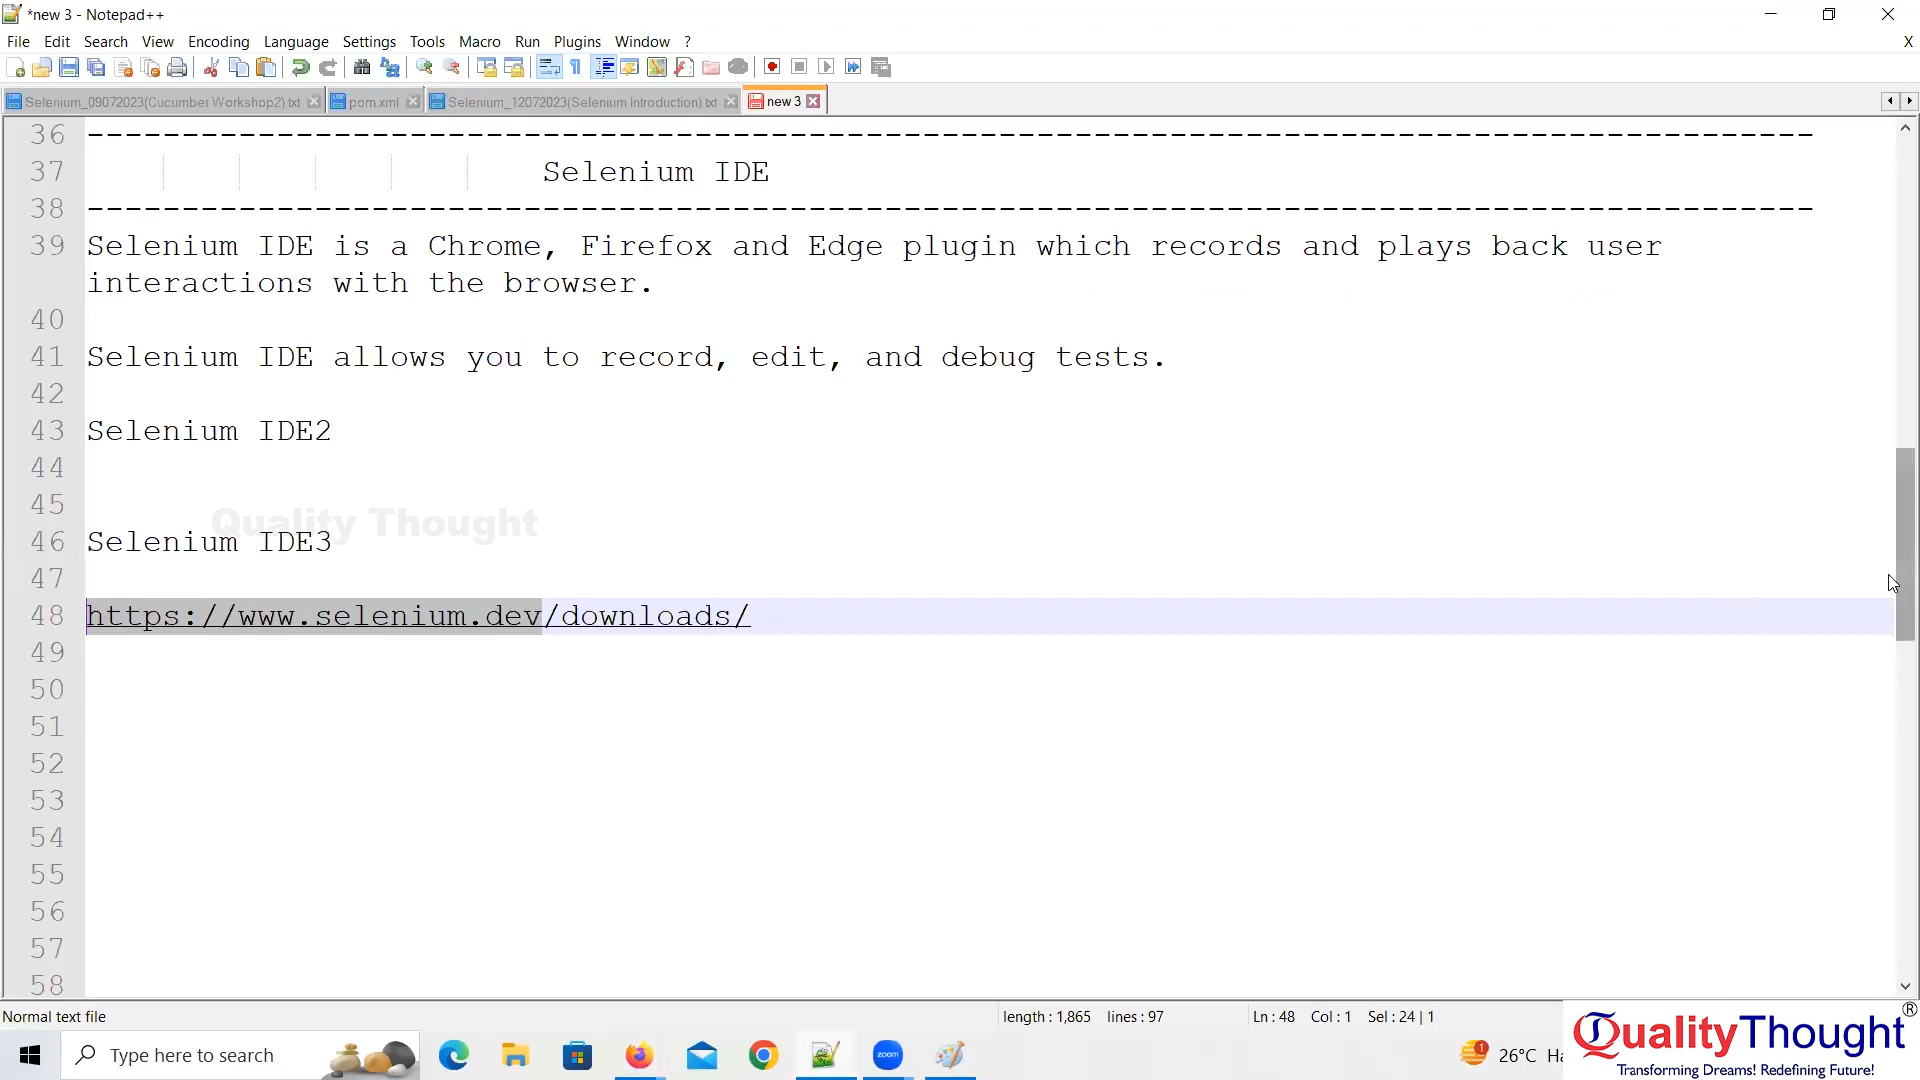 *new 3 - Notepad++
File Edit Search View Encoding Language Settings Tools Macro Run Plugins Window ? X
Selenium_09072023(Cucumber Workshop2).txt pom.xml Selenium_12072023(Selenium Introduction).txt new 3
36 -------------------------------------------------------------------------------------------
37 Selenium IDE
38 -------------------------------------------------------------------------------------------
39 Selenium IDE is a Chrome, Firefox and Edge plugin which records and plays back user
interactions with the browser.
40
41 Selenium IDE allows you to record, edit, and debug tests.
42
43 Selenium IDE2
44
45
Quality Thought
46 Selenium IDE3
47
48 https://www.selenium.dev/downloads/
49
50
51
52
53
54
55
56
57
58
Normal text file length : 1,865 lines : 97 Ln : 48 Col : 1 Sel : 24 | 1
Type here to search zoom 1 26°C Ha
QualityThought ®
Transforming Dreams! Redefining Future!